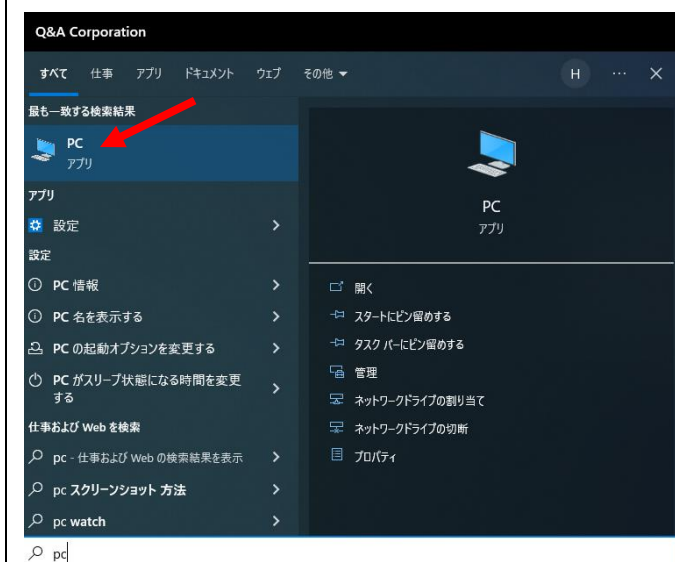 Q&A Corporation
すべて 仕事 アプリ ドキュメント ウェブ その他 H
最も一致する検索結果
PC
アプリ
アプリ
設定
設定
PC 情報
PC 名を表示する
PC の起動オプションを変更する
PC がスリープ状態になる時間を変更
する
仕事および Web を検索
pc - 仕事および Web の検索結果を表示
pc スクリーンショット 方法
pc watch
pc
PC
アプリ
開く
スタートにピン留めする
タスク バーにピン留めする
管理
ネットワークドライブの割り当て
ネットワークドライブの切断
プロパティ